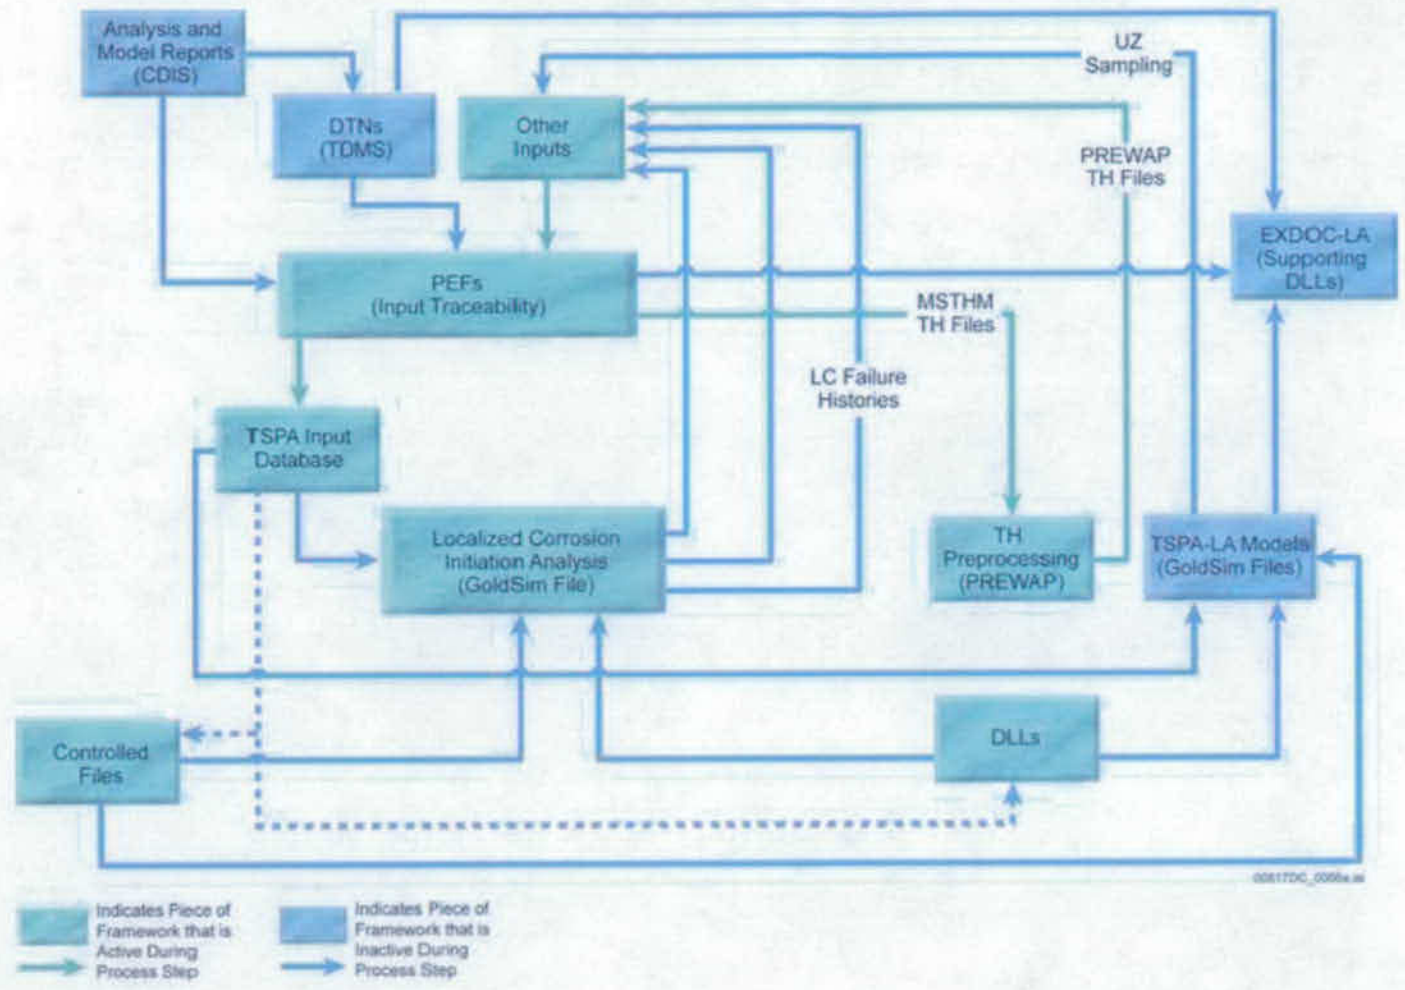 Analysis and
Model Reports
(CDIS)
UZ
Sampling
DTNs
(TDMS)
Other
Inputs
PREWAP
TH Files
EXDOC-LA
(Supporting
DLLs)
PEFs
(Input Traceability)
MSTHM
TH Files
LC Failure
Histories
TSPA Input
Database
Localized Corrosion
Initiation Analysis
(GoldSim File)
TH
Preprocessing
(PREWAP)
TSPA-LA Models
(GoldSim Files)
DLLs
Controlled
Files
Indicates Piece of
Framework that is
Active During
Process Step
Indicates Piece of
Framework that is
Inactive During
Process Step